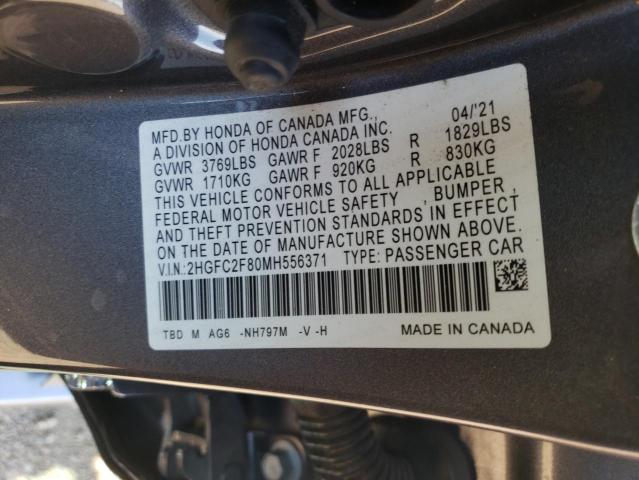 MFD.BY HONDA OF CANADA MFG., 04/'21
A DIVISION OF HONDA CANADA INC.
GVWR 3769LBS GAWR F 2028LBS R 1829LBS
GVWR 1710KG GAWR F 920KG R 830KG
THIS VEHICLE CONFORMS TO ALL APPLICABLE
FEDERAL MOTOR VEHICLE SAFETY , BUMPER ,
AND THEFT PREVENTION STANDARDS IN EFFECT
ON THE DATE OF MANUFACTURE SHOWN ABOVE.
V.I.N.:2HGFC2F80MH556371 TYPE: PASSENGER CAR
TBD M AG6 -NH797M -V -H MADE IN CANADA